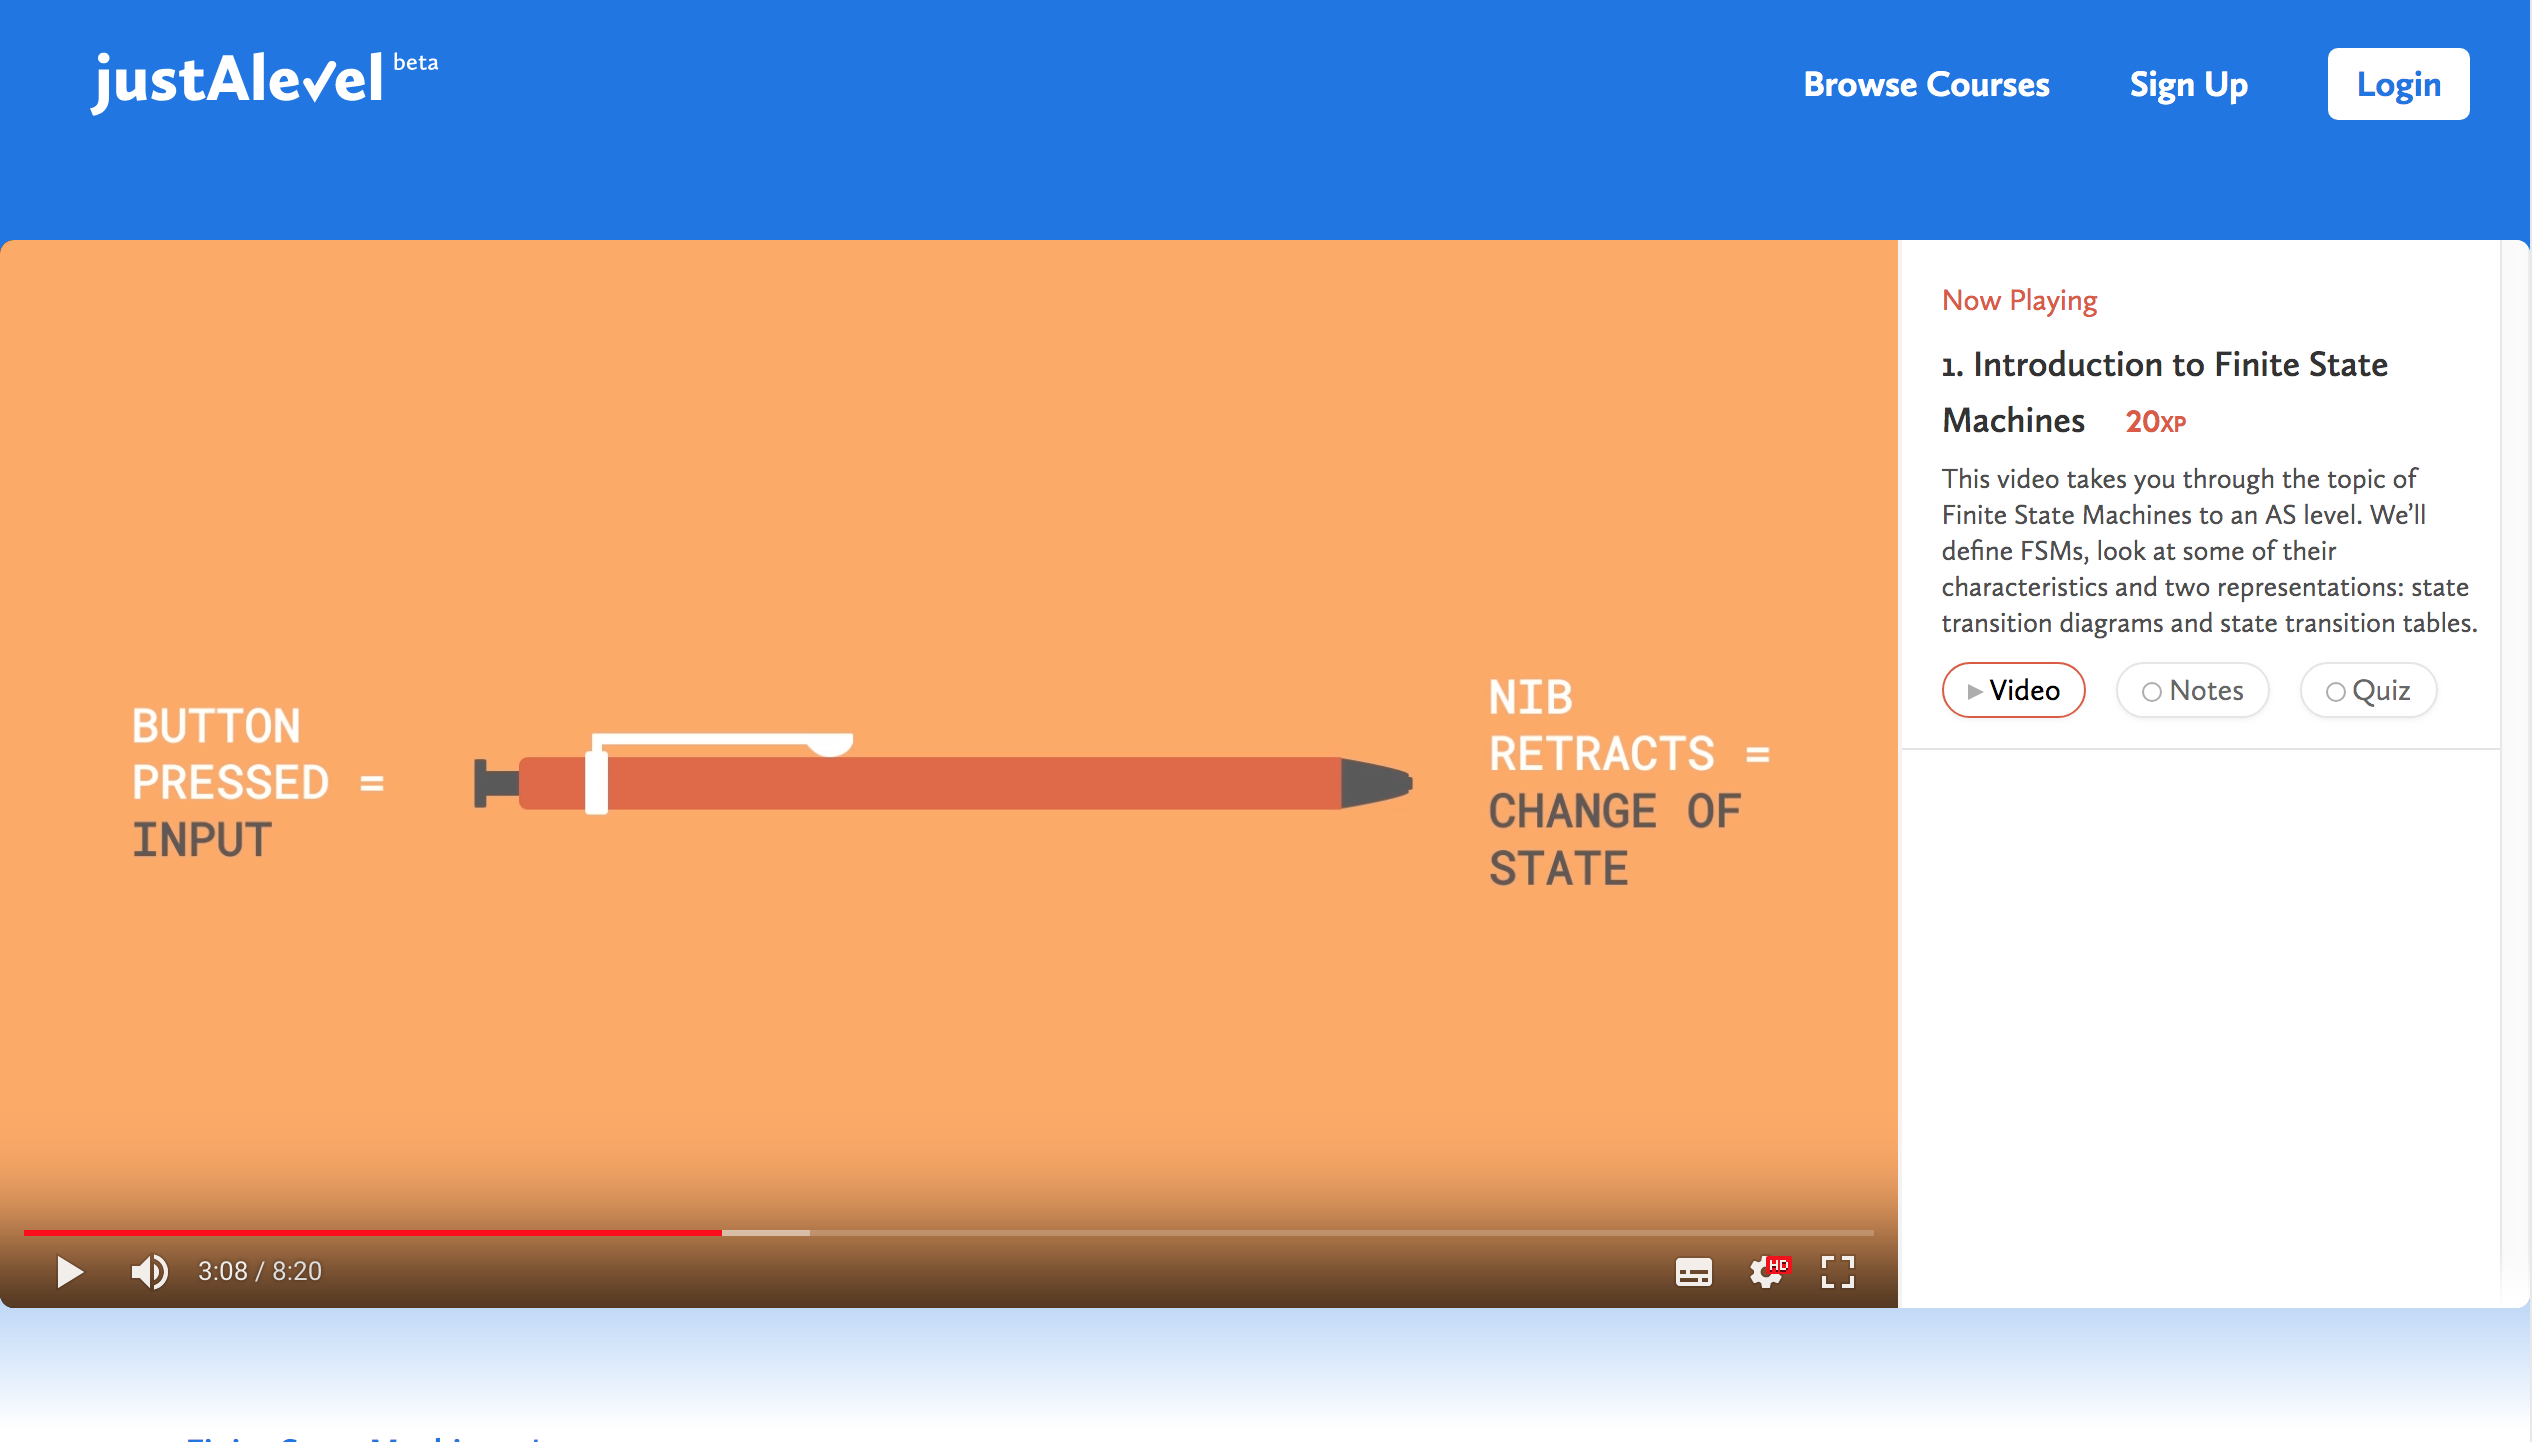 justAlevel beta
Browse Courses
Sign Up
Login
BUTTON
PRESSED =
INPUT
NIB
RETRACTS =
CHANGE OF
STATE
3:08 / 8:20
HD
Now Playing
1. Introduction to Finite State
Machines 20XP
This video takes you through the topic of
Finite State Machines to an AS level. We'll
define FSMs, look at some of their
characteristics and two representations: state
transition diagrams and state transition tables.
Video
Notes
Quiz